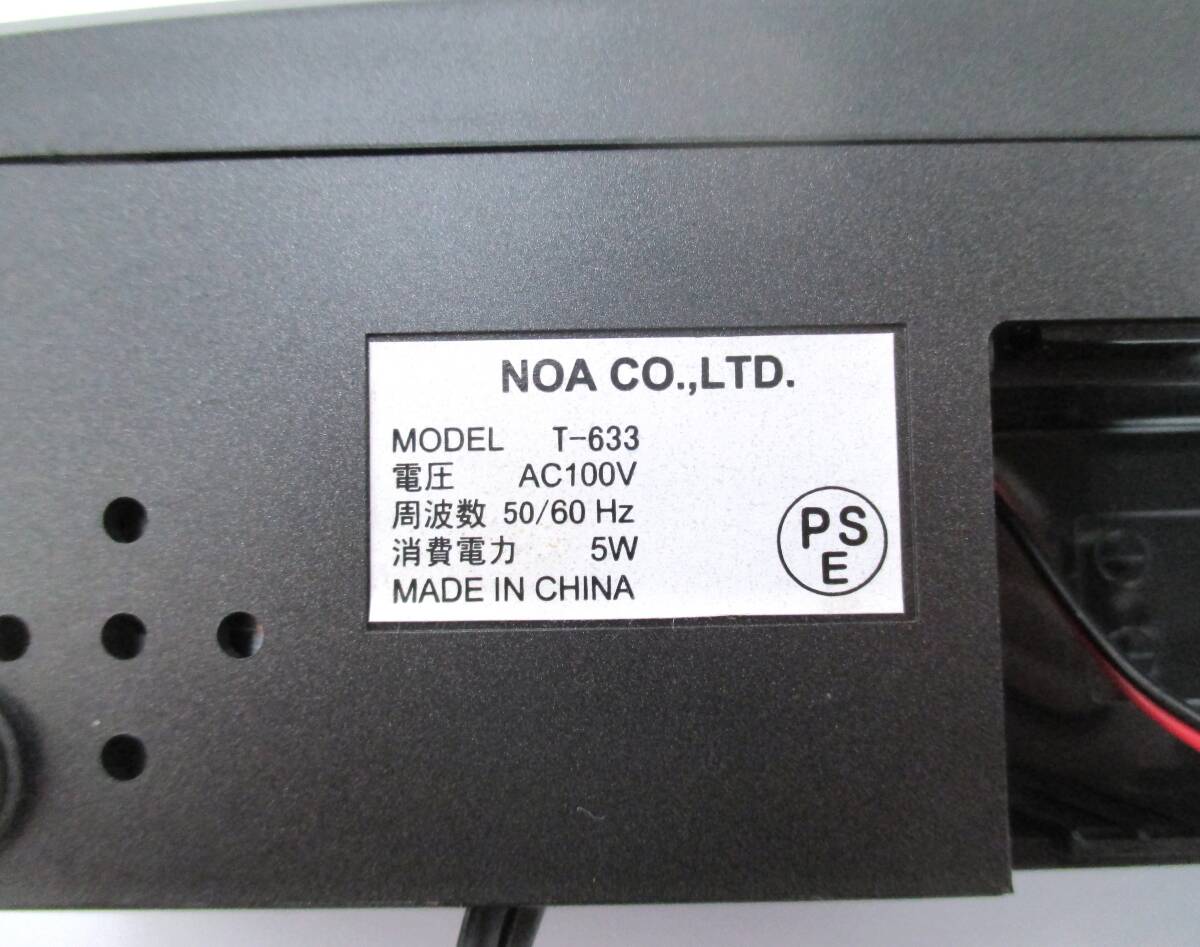 NOA CO.,LTD.
MODEL T-633
電圧 AC100V
周波数 50/60 Hz
消費電力 5W
MADE IN CHINA
PS
E